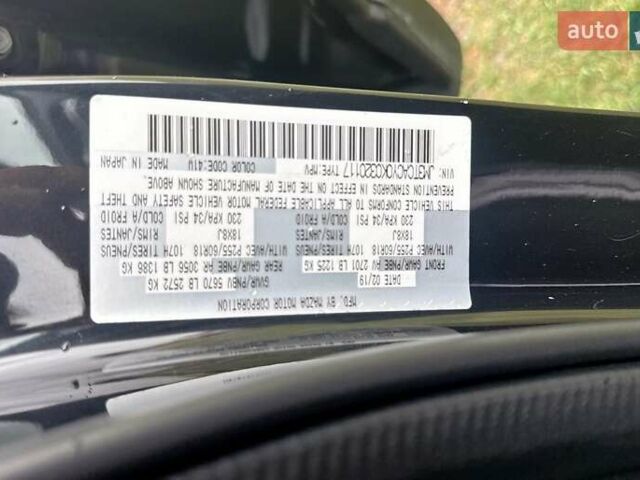 MFD. BY MAZDA MOTOR CORPORATION
DATE 02/19 GVWR/PNBV 5670 LB 2572 KG
FRONT GAWR/PNBE AV 2701 LB 1225 KG REAR GAWR/PNBE AR 3056 LB 1386 KG
WITH/AVEC P255/60R18 107H TIRES/PNEUS WITH/AVEC P255/60R18 107H TIRES/PNEUS
18X8J RIMS/JANTES 18X8J RIMS/JANTES
230 KPA/34 PSI COLD/A FROID 230 KPA/34 PSI COLD/A FROID
THIS VEHICLE CONFORMS TO ALL APPLICABLE FEDERAL MOTOR VEHICLE SAFETY AND THEFT
PREVENTION STANDARDS IN EFFECT ON THE DATE OF MANUFACTURE SHOWN ABOVE.
VIN: JM3TCACY0K0320117 TYPE:MPV COLOR CODE:41W MADE IN JAPAN
auto